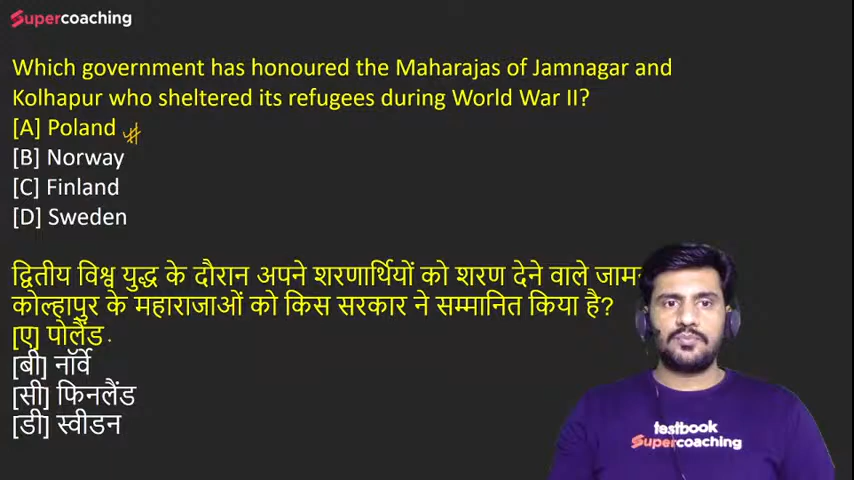 Supercoaching
Which government has honoured the Maharajas of Jamnagar and
Kolhapur who sheltered its refugees during World War II?
[A] Poland
[B] Norway
[C] Finland
[D] Sweden
द्वितीय विश्व युद्ध के दौरान अपने शरणार्थियों को शरण देने वाले
कोल्हापुर के महाराजाओं को किस सरकार ने सम्मानित किया है?
[ए] पोलैंड
[बी] नॉर्वे
[सी] फिनलैंड
[डी] स्वीडन
testbook
Supercoaching